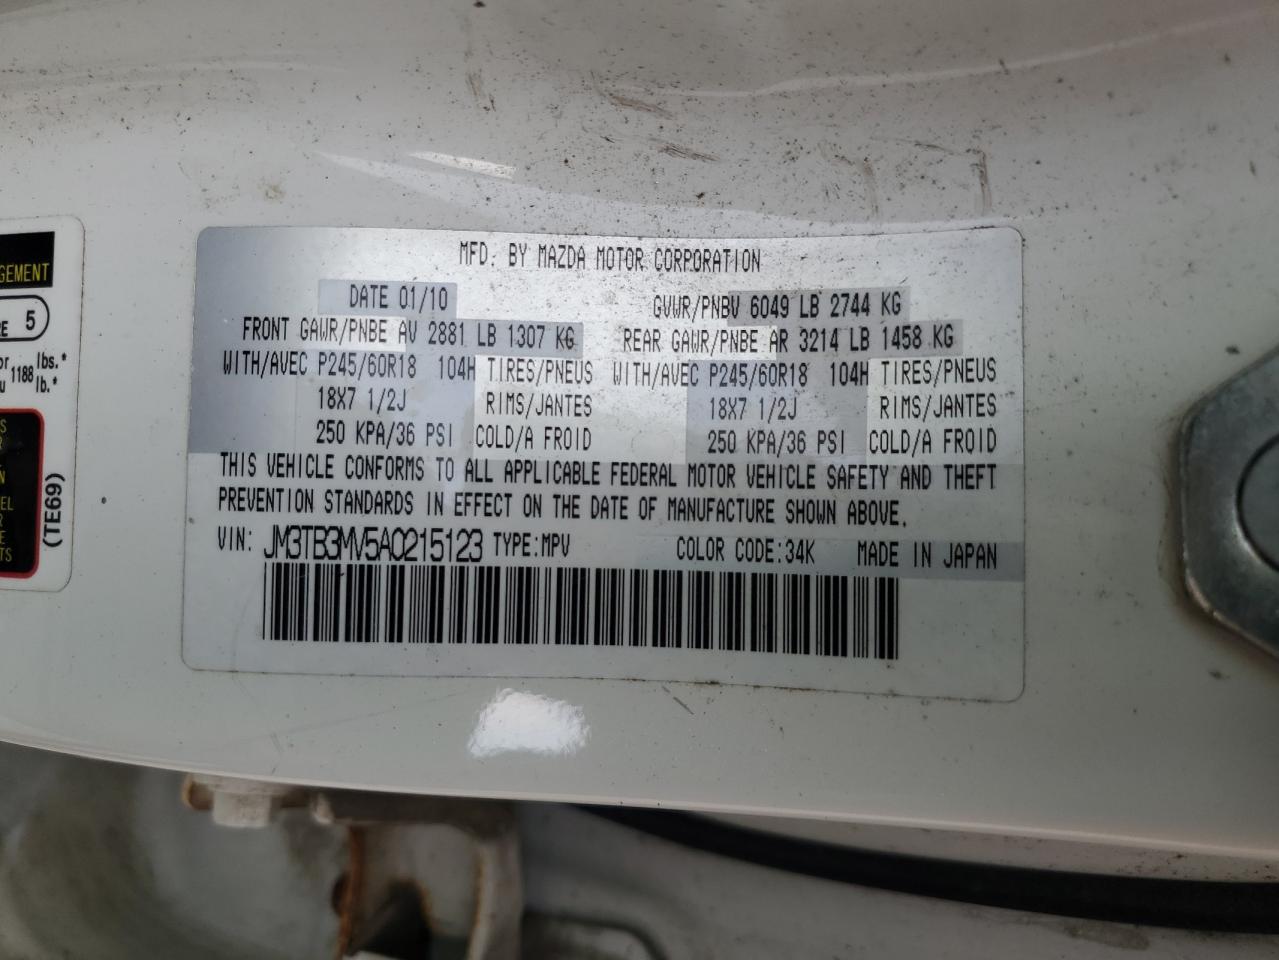 MFD. BY MAZDA MOTOR CORPORATION
DATE 01/10 GVWR/PNBV 6049 LB 2744 KG
FRONT GAWR/PNBE AV 2881 LB 1307 KG REAR GAWR/PNBE AR 3214 LB 1458 KG
WITH/AVEC P245/60R18 104H TIRES/PNEUS WITH/AVEC P245/60R18 104H TIRES/PNEUS
18X7 1/2J RIMS/JANTES 18X7 1/2J RIMS/JANTES
250 KPA/36 PSI COLD/A FROID 250 KPA/36 PSI COLD/A FROID
THIS VEHICLE CONFORMS TO ALL APPLICABLE FEDERAL MOTOR VEHICLE SAFETY AND THEFT
PREVENTION STANDARDS IN EFFECT ON THE DATE OF MANUFACTURE SHOWN ABOVE.
VIN: JM3TB3MV5A0215123 TYPE:MPV COLOR CODE:34K MADE IN JAPAN
GEMENT
RE 5
or 1188 lbs.*
u lb.*
(TE69)